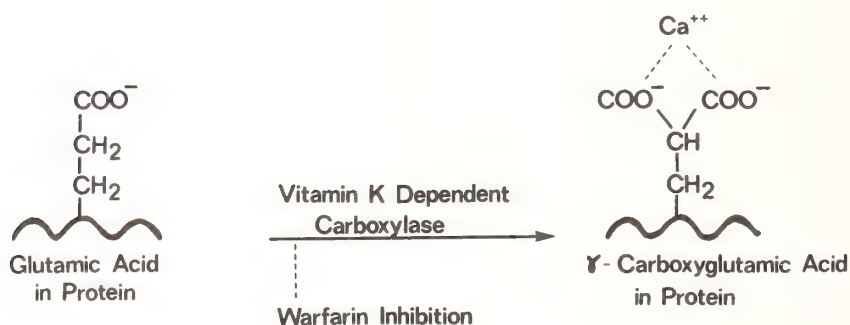 COO⁻
CH₂
CH₂
Glutamic Acid
in Protein
Vitamin K Dependent
Carboxylase
Warfarin Inhibition
Ca⁺⁺
COO⁻ COO⁻
CH
CH₂
γ- Carboxyglutamic Acid
in Protein